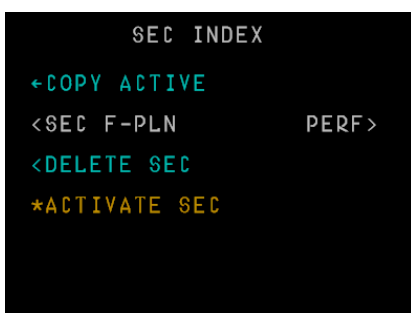 SEC INDEX
←COPY ACTIVE
<SEC F-PLN PERF>
<DELETE SEC
*ACTIVATE SEC